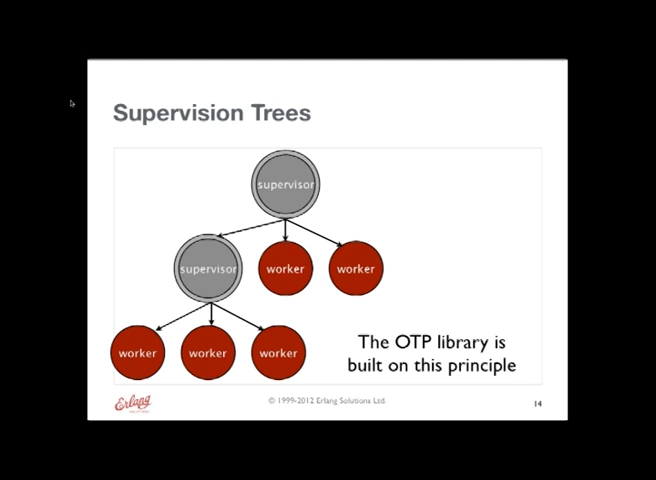 Supervision Trees
supervisor
supervisor
worker
worker
worker
worker
worker
The OTP library is
built on this principle
Erlang
© 1999-2012 Erlang Solutions Ltd.
14